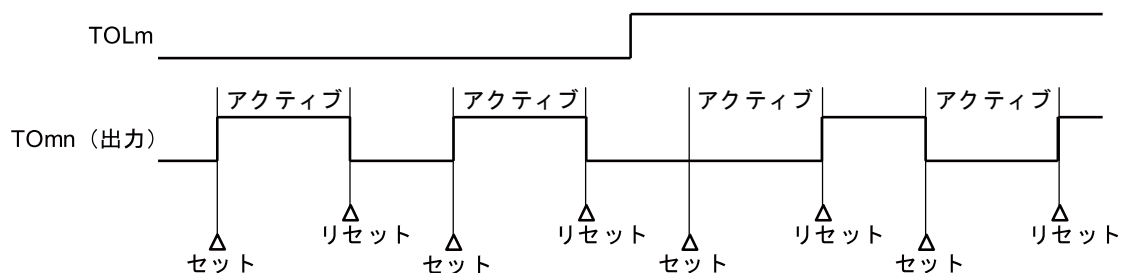 TOLm
アクティブ アクティブ アクティブ アクティブ
TOmn（出力）
リセット リセット リセット リセット
セット セット セット セット